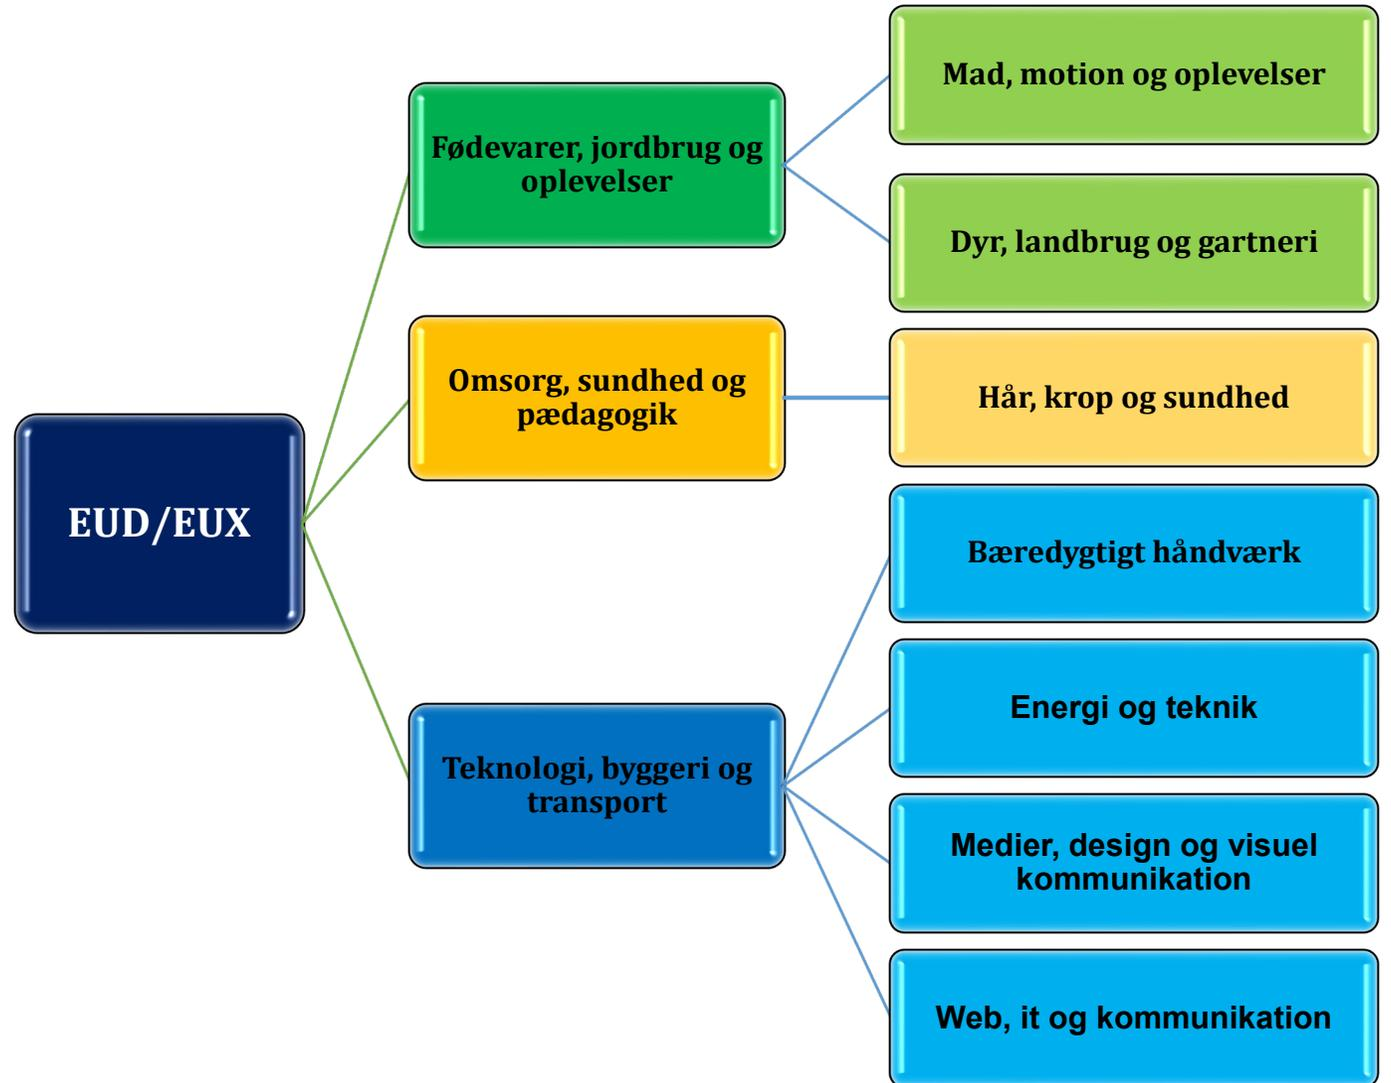 EUD/EUX
Fødevarer, jordbrug og
oplevelser
Mad, motion og oplevelser
Dyr, landbrug og gartneri
Omsorg, sundhed og
pædagogik
Hår, krop og sundhed
Teknologi, byggeri og
transport
Bæredygtigt håndværk
Energi og teknik
Medier, design og visuel
kommunikation
Web, it og kommunikation